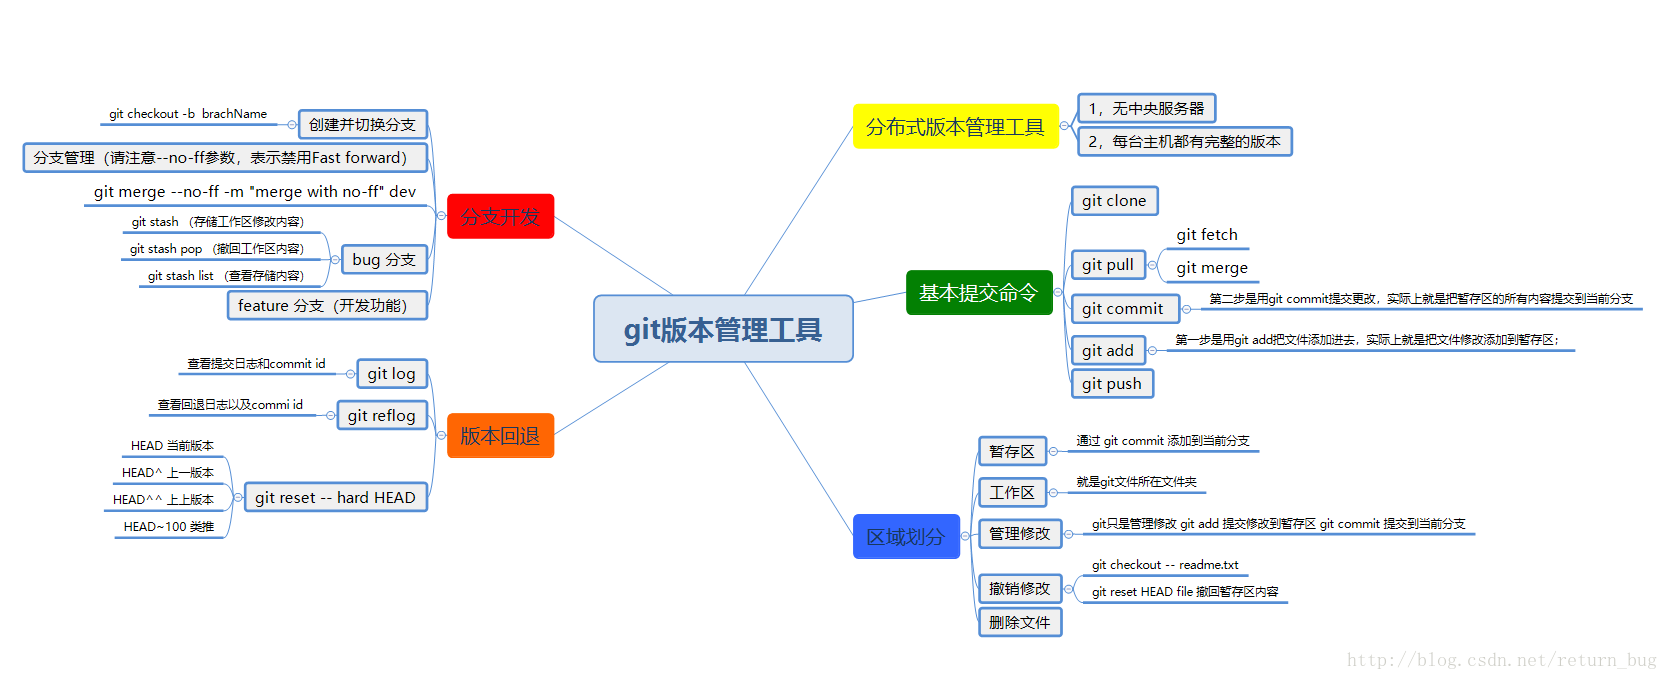 git版本管理工具
分布式版本管理工具
1，无中央服务器
2，每台主机都有完整的版本
基本提交命令
git clone
git pull
git fetch
git merge
git commit
第二步是用git commit提交更改，实际上就是把暂存区的所有内容提交到当前分支
git add
第一步是用git add把文件添加进去，实际上就是把文件修改添加到暂存区；
git push
区域划分
暂存区
通过 git commit 添加到当前分支
工作区
就是git文件所在文件夹
管理修改
git只是管理修改 git add 提交修改到暂存区 git commit 提交到当前分支
撤销修改
git checkout -- readme.txt
git reset HEAD file 撤回暂存区内容
删除文件
分支开发
创建并切换分支
git checkout -b  brachName
分支管理（请注意--no-ff参数，表示禁用Fast forward）
git merge --no-ff -m "merge with no-ff" dev
bug 分支
git stash （存储工作区修改内容）
git stash pop （撤回工作区内容）
git stash list （查看存储内容）
feature 分支（开发功能）
版本回退
git log
查看提交日志和commit id
git reflog
查看回退日志以及commi id
git reset -- hard HEAD
HEAD 当前版本
HEAD^ 上一版本
HEAD^^ 上上版本
HEAD~100 类推
http://blog.csdn.net/return_bug